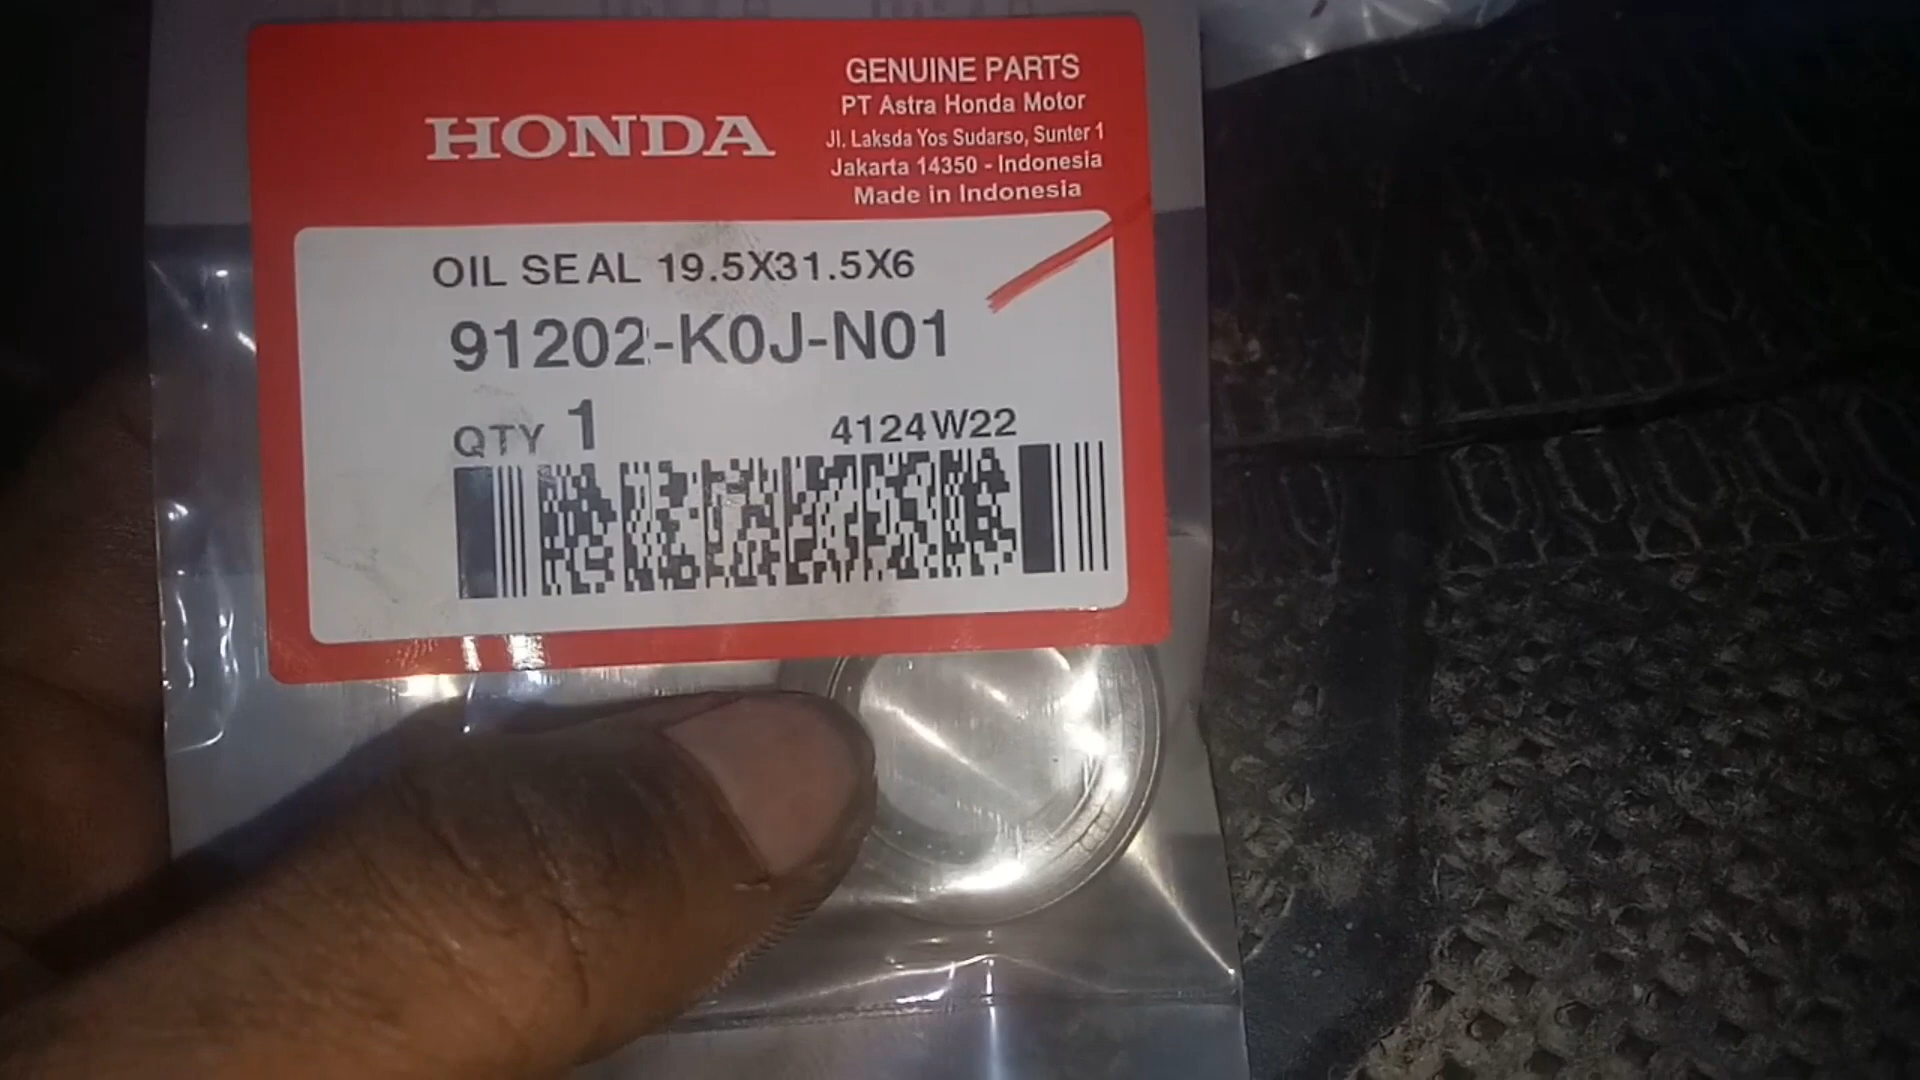 HONDA
GENUINE PARTS
PT Astra Honda Motor
Jl. Laksda Yos Sudarso, Sunter 1
Jakarta 14350 - Indonesia
Made in Indonesia
OIL SEAL 19.5X31.5X6
91202-K0J-N01
QTY 1
4124W22